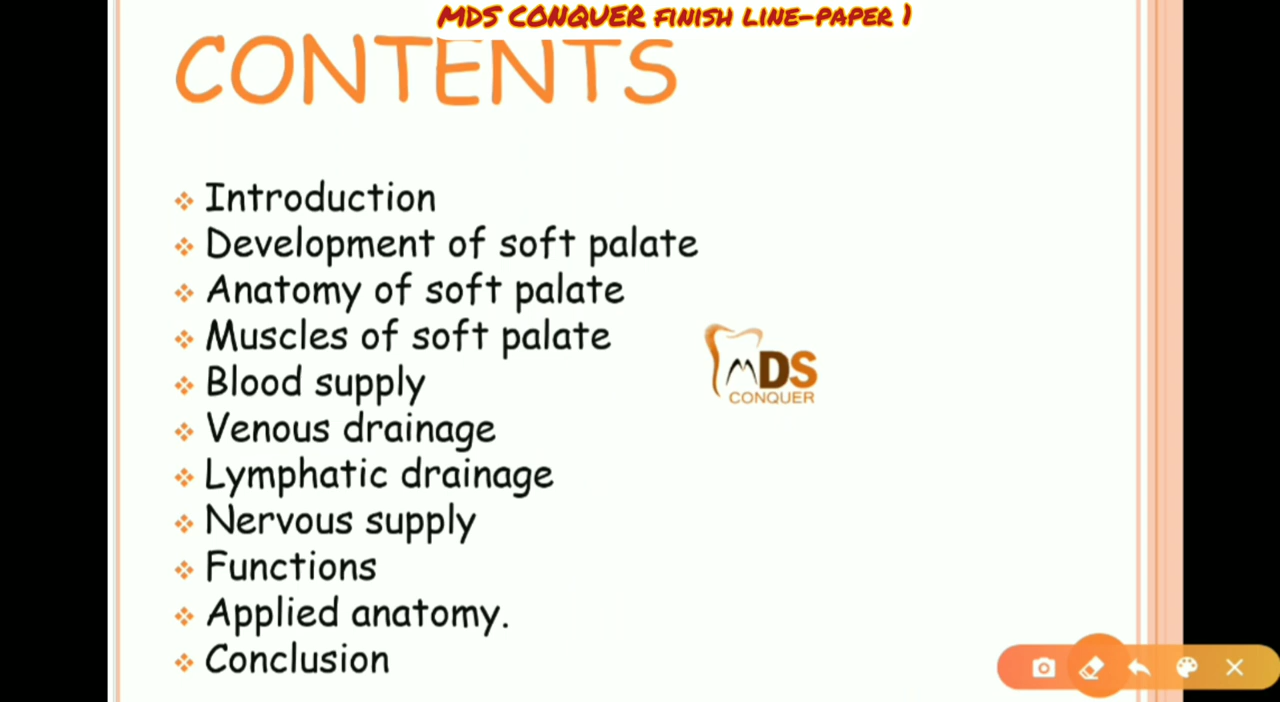 MDS CONQUER FINISH LINE-PAPER 1
CONTENTS
Introduction
Development of soft palate
Anatomy of soft palate
Muscles of soft palate
Blood supply
Venous drainage
Lymphatic drainage
Nervous supply
Functions
Applied anatomy.
Conclusion
MDS
CONQUER